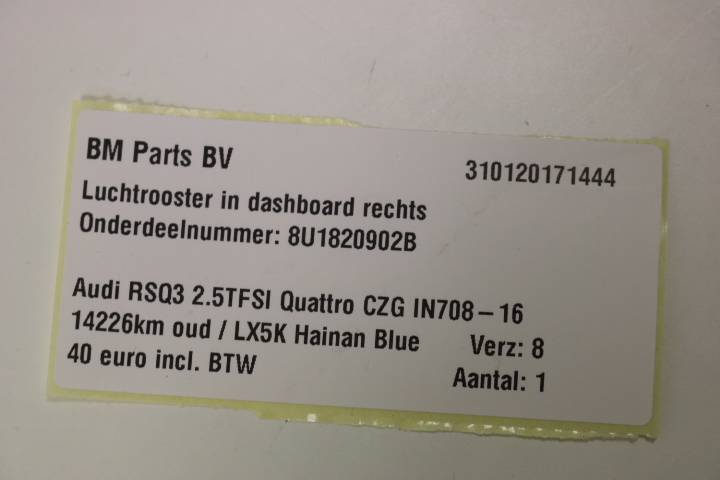 BM Parts BV 310120171444
Luchtrooster in dashboard rechts
Onderdeelnummer: 8U1820902B
Audi RSQ3 2.5TFSI Quattro CZG IN708-16
14226km oud / LX5K Hainan Blue Verz: 8
40 euro incl. BTW Aantal: 1